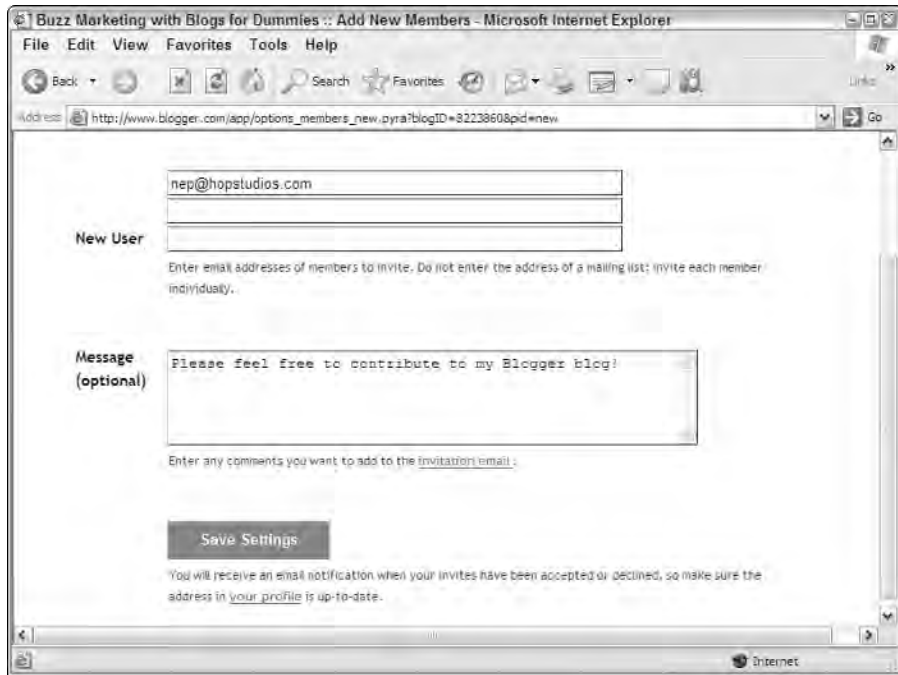 Buzz Marketing with Blogs for Dummies :: Add New Members - Microsoft Internet Explorer
File Edit View Favorites Tools Help
Back Search Favorites Links »
Address http://www.blogger.com/app/options_members_new.pyra?blogID=8223860&pid=new Go
nep@hopstudios.com
New User
Enter email addresses of members to invite. Do not enter the address of a mailing list; invite each member
individually.
Message
(optional)
Please feel free to contribute to my Blogger blog!
Enter any comments you want to add to the invitation email.
Save Settings
You will receive an email notification when your invites have been accepted or declined, so make sure the
address in your profile is up-to-date.
Internet